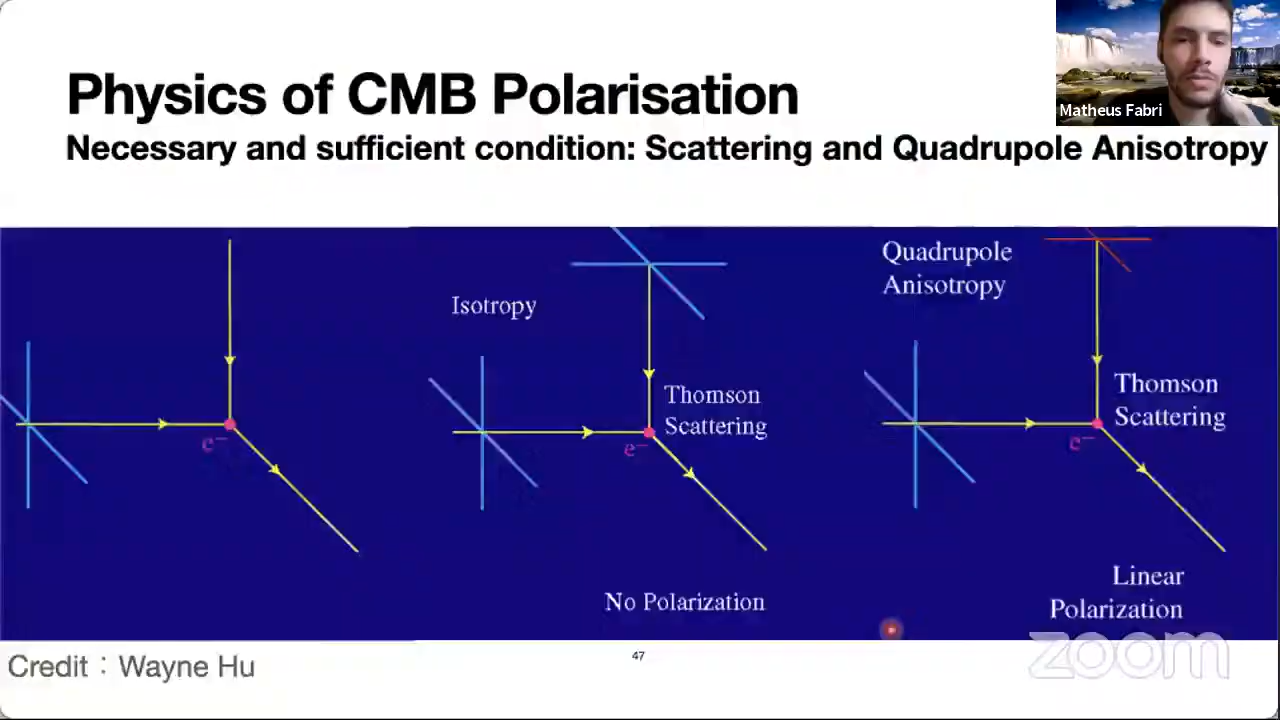 Physics of CMB Polarisation
Matheus Fabri
Necessary and sufficient condition: Scattering and Quadrupole Anisotropy
e−
Isotropy
Thomson
Scattering
e−
No Polarization
Quadrupole
Anisotropy
Thomson
Scattering
e−
Linear
Polarization
Credit：Wayne Hu
47
zoom